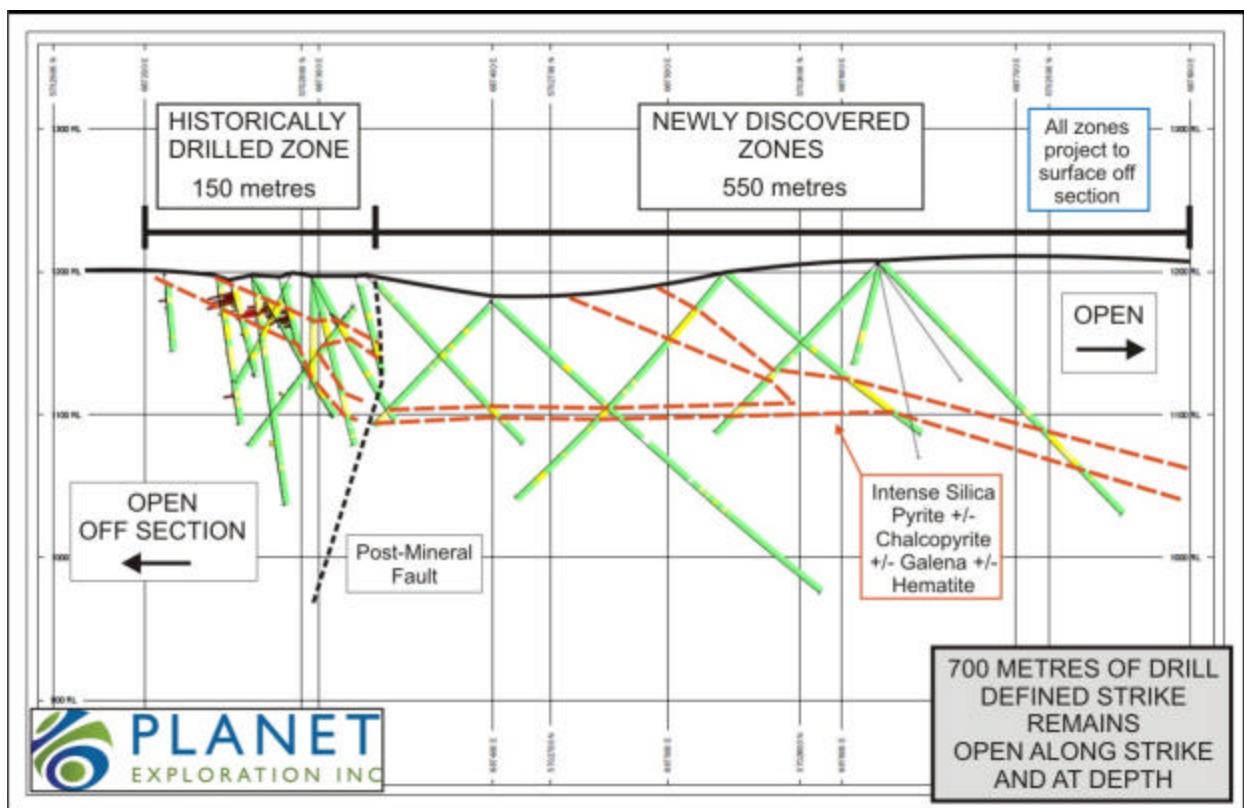 HISTORICALLY
DRILLED ZONE
150 metres
NEWLY DISCOVERED
ZONES
550 metres
All zones
project to
surface off
section
OPEN
OPEN
OFF SECTION
Post-Mineral
Fault
Intense Silica
Pyrite +/-
Chalcopyrite
+/- Galena +/-
Hematite
700 METRES OF DRILL
DEFINED STRIKE
REMAINS
OPEN ALONG STRIKE
AND AT DEPTH
PLANET
EXPLORATION INC